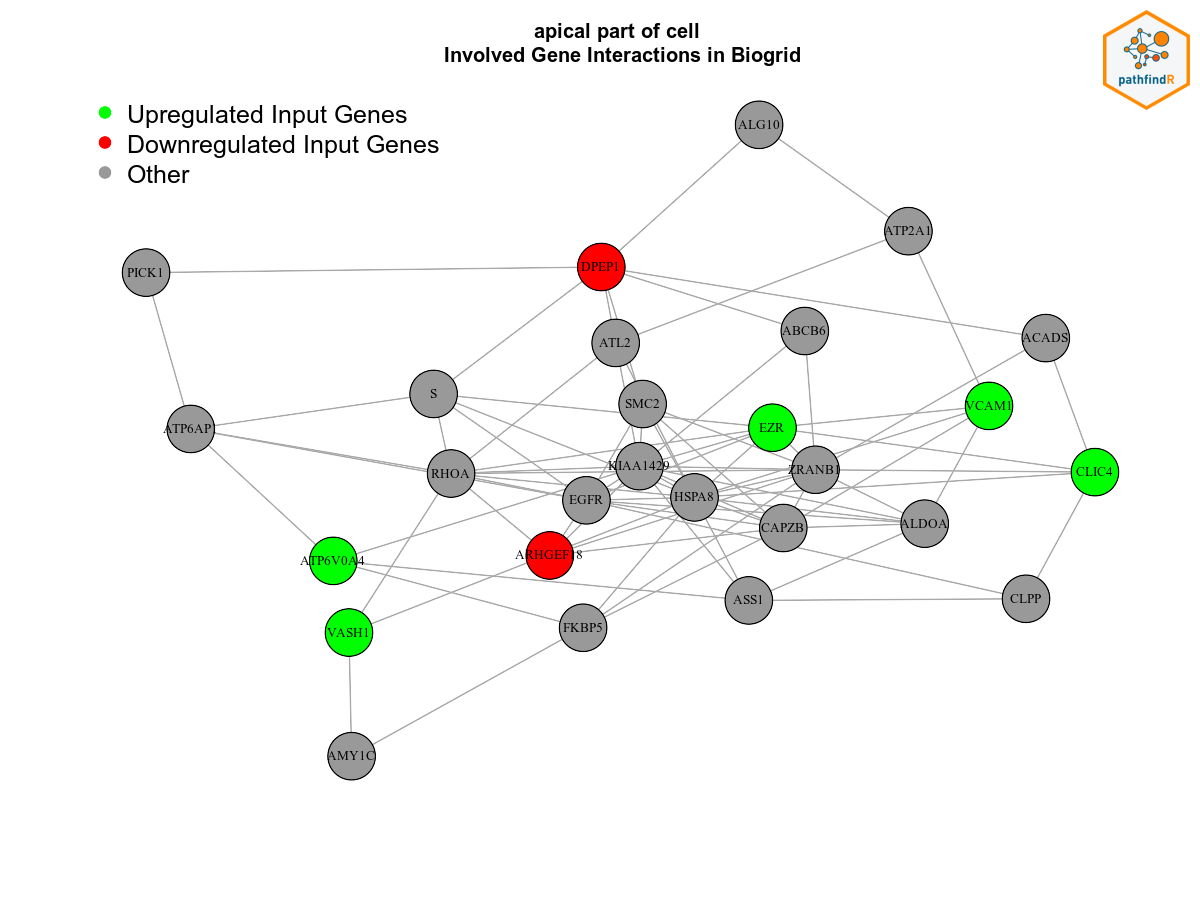 apical part of cell
Involved Gene Interactions in Biogrid
pathfindR
Upregulated Input Genes
Downregulated Input Genes
Other
ALG10
ATP2A1
PICK1
DPEP1
ABCB6
ACADS
ATL2
S
SMC2
VCAM1
ATP6AP
EZR
RHOA
KIAA1429
ZRANB1
CLIC4
EGFR
HSPA8
CAPZB
ALDOA
ATP6V0A4
ARHGEF18
ASS1
CLPP
VASH1
FKBP5
AMY1C